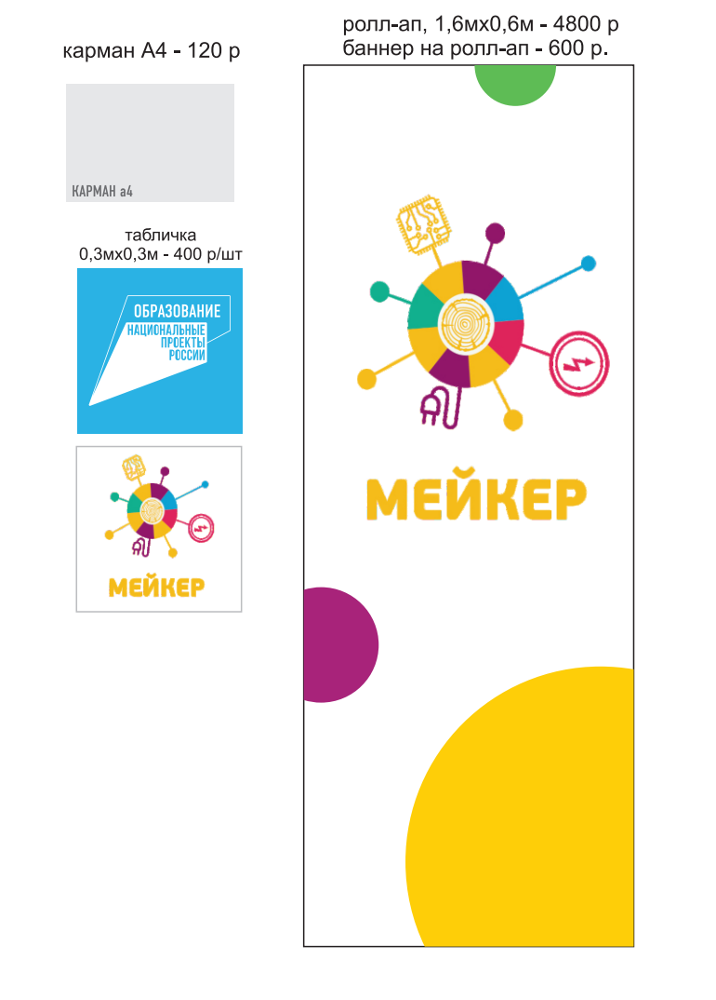 карман А4 - 120 р
КАРМАН а4
табличка
0,3мх0,3м - 400 р/шт
ОБРАЗОВАНИЕ
НАЦИОНАЛЬНЫЕ
ПРОЕКТЫ
РОССИИ
МЕЙКЕР
ролл-ап, 1,6мх0,6м - 4800 р
баннер на ролл-ап - 600 р.
МЕЙКЕР